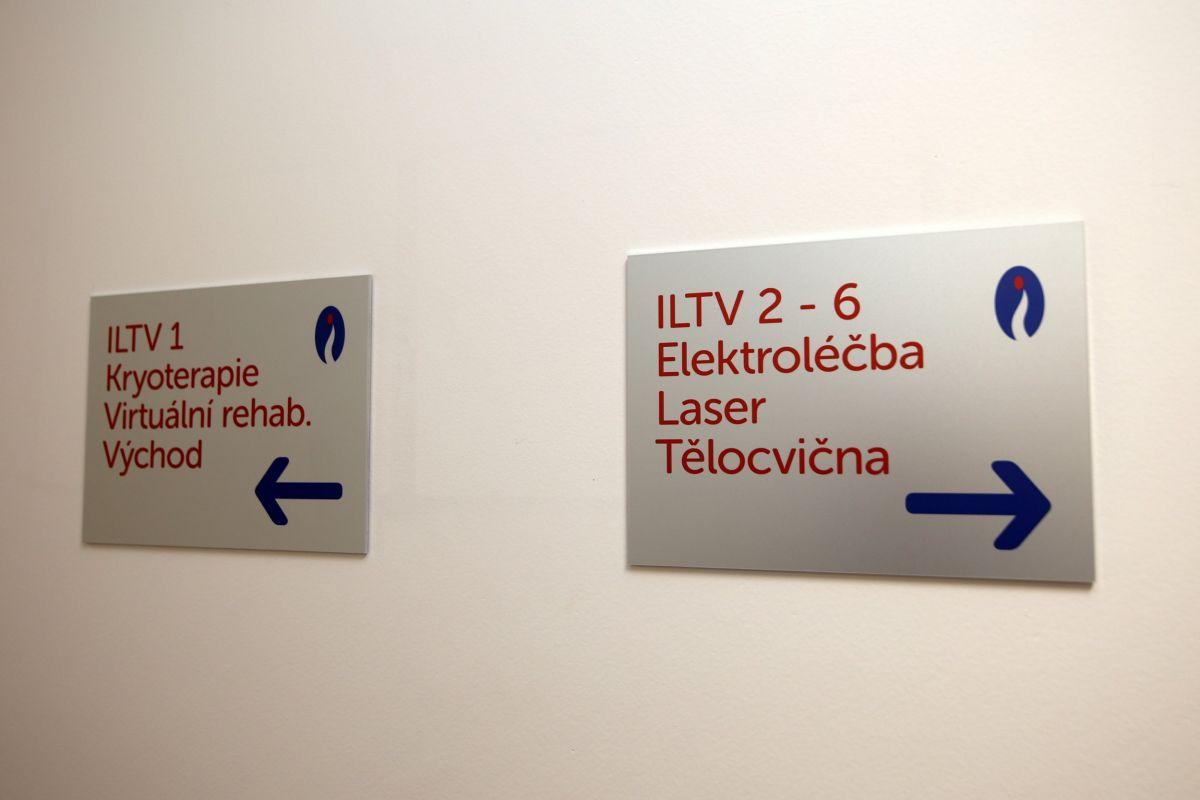 ILTV 1
Kryoterapie
Virtuální rehab.
Východ
ILTV 2 - 6
Elektroléčba
Laser
Tělocvična